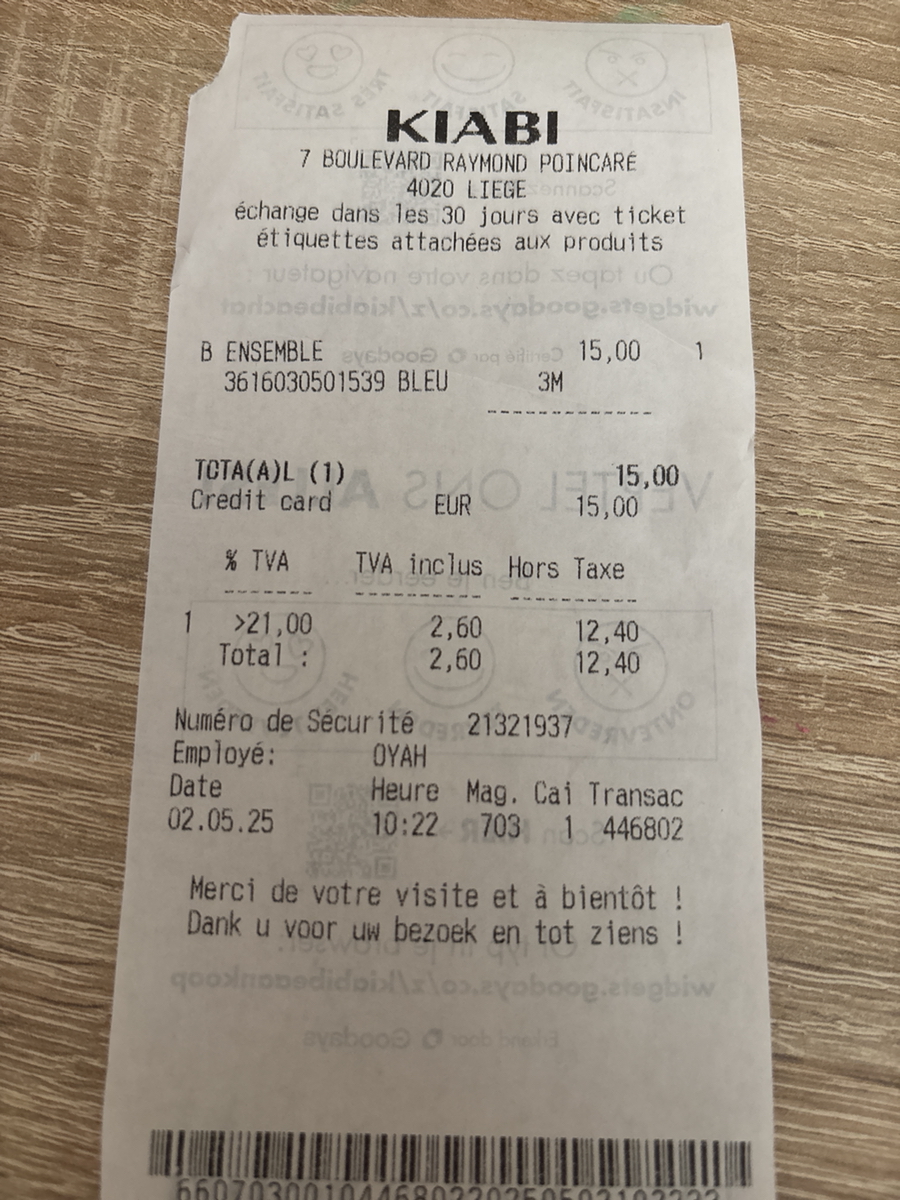 KIABI
7 BOULEVARD RAYMOND POINCARÉ
4020 LIEGE
échange dans les 30 jours avec ticket
étiquettes attachées aux produits
B ENSEMBLE 15,00 1
3616030501539 BLEU 3M
TOTA(A)L (1) 15,00
Credit card EUR 15,00
% TVA TVA inclus Hors Taxe
1 >21,00 2,60 12,40
Total : 2,60 12,40
Numéro de Sécurité 21321937
Employé: OYAH
Date Heure Mag. Cai Transac
02.05.25 10:22 703 1 446802
Merci de votre visite et à bientôt !
Dank u voor uw bezoek en tot ziens !